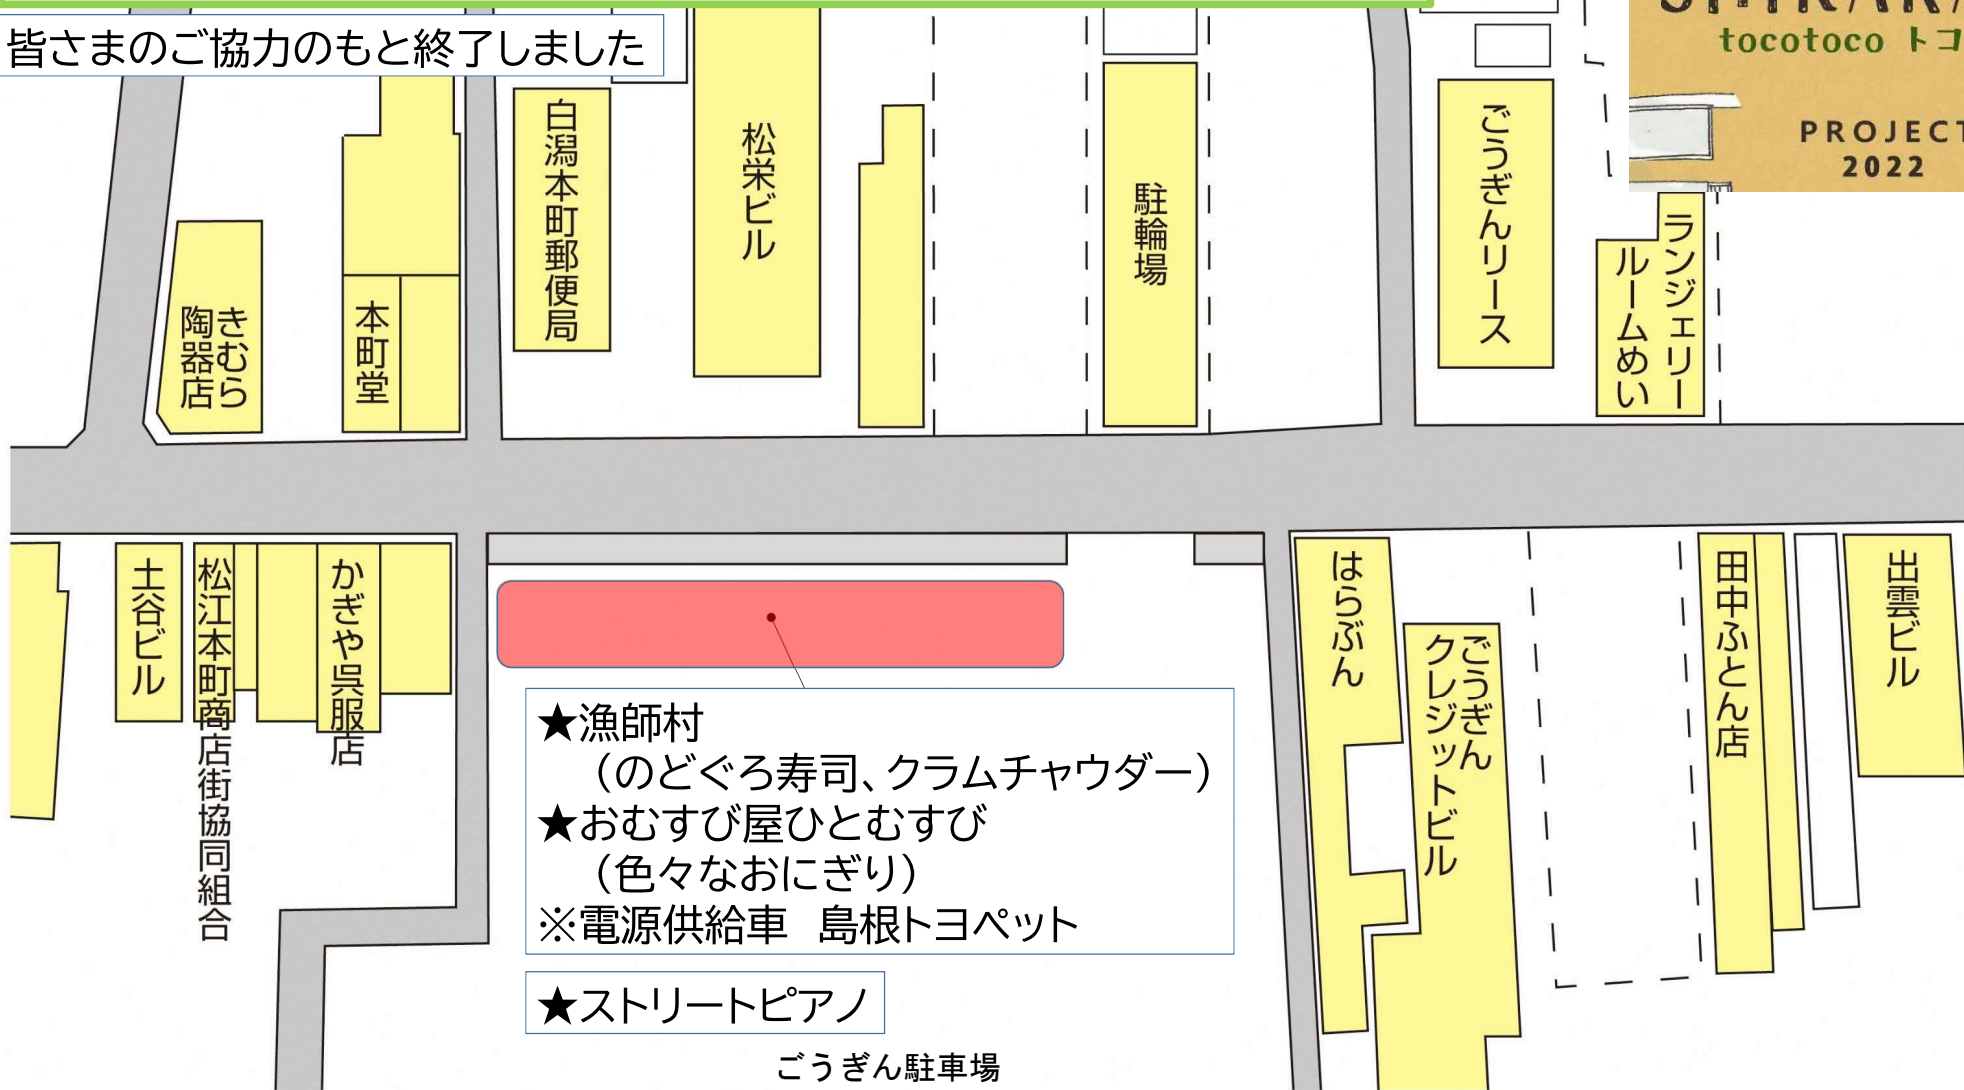 皆さまのご協力のもと終了しました
tocotoco トコ
PROJECT
2022
きむら
陶器店
本町堂
白潟本町郵便局
松栄ビル
駐輪場
ごうぎんリース
ランジェリー
ルームめい
土谷ビル
松江本町商店街協同組合
かぎや呉服店
★漁師村
（のどぐろ寿司、クラムチャウダー）
★おむすび屋ひとむすび
（色々なおにぎり）
※電源供給車　島根トヨペット
★ストリートピアノ
ごうぎん駐車場
はらぶん
ごうぎん
クレジットビル
田中ふとん店
出雲ビル